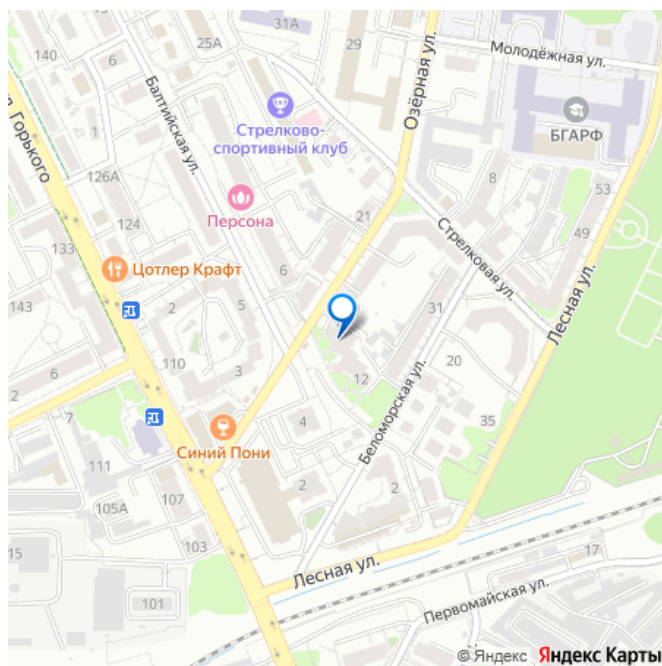 31А
140
6
25А
29
Молодёжная ул.
Озёрная ул.
Балтийская ул.
л. Горького
Стрелково-
спортивный клуб
БГАРФ
1
126А
8
53
124
Персона
21
Стрелковая ул.
49
133
Цотлер Крафт
6
Лесная ул.
143
2
5
31
110
20
6
3
12
2
7
4
Беломорская ул.
35
Синий Пони
111
107
2
2
105А
103
15
Лесная ул.
17
101
Первомайская ул.
© Яндекс Яндекс Карты